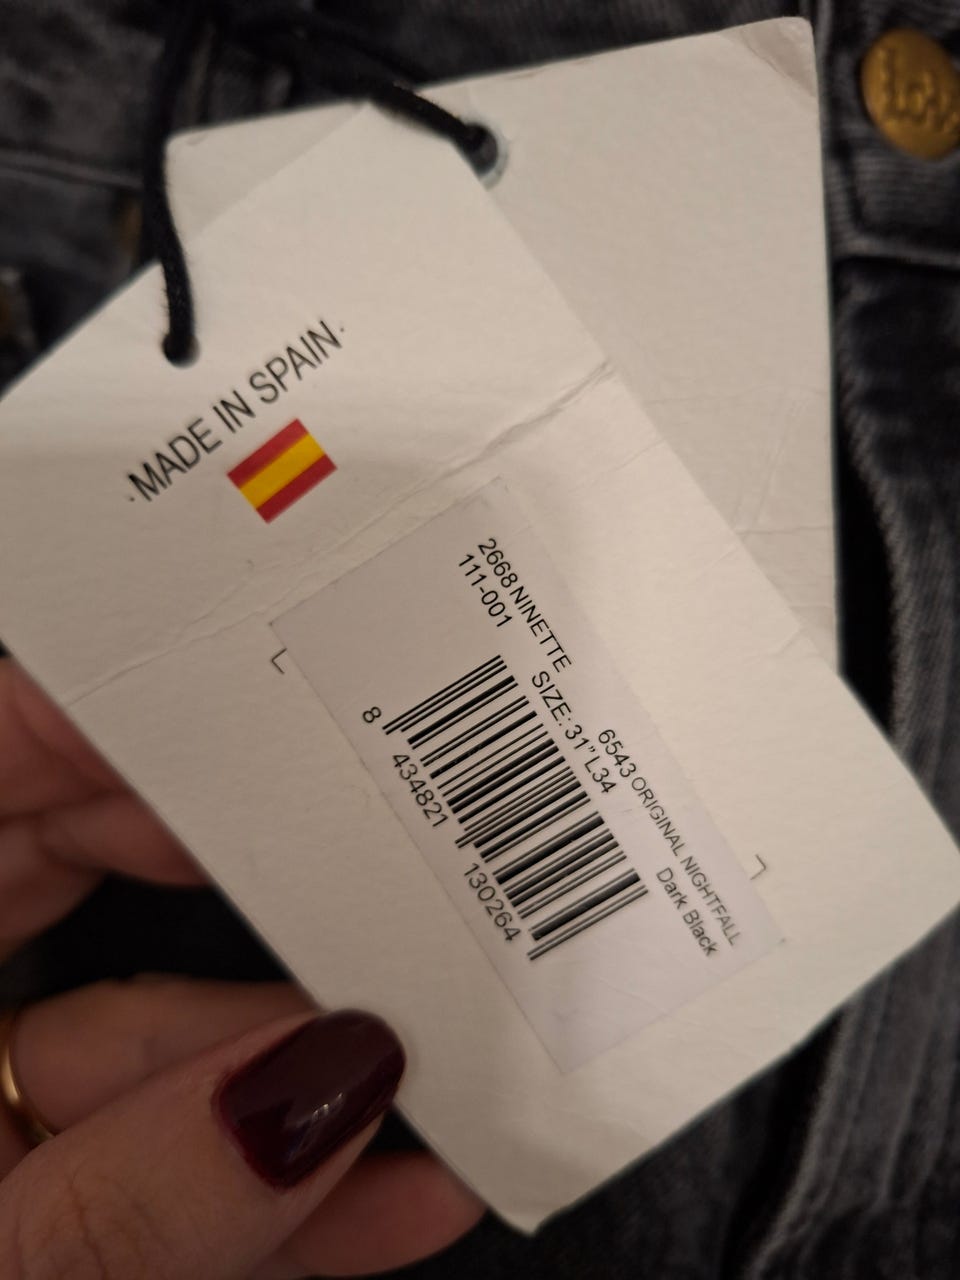 ·MADE IN SPAIN·
2668 NINETTE
6543 ORIGINAL NIGHTFALL
111-001
SIZE: 31" L34
Dark Black
8 434821 130264